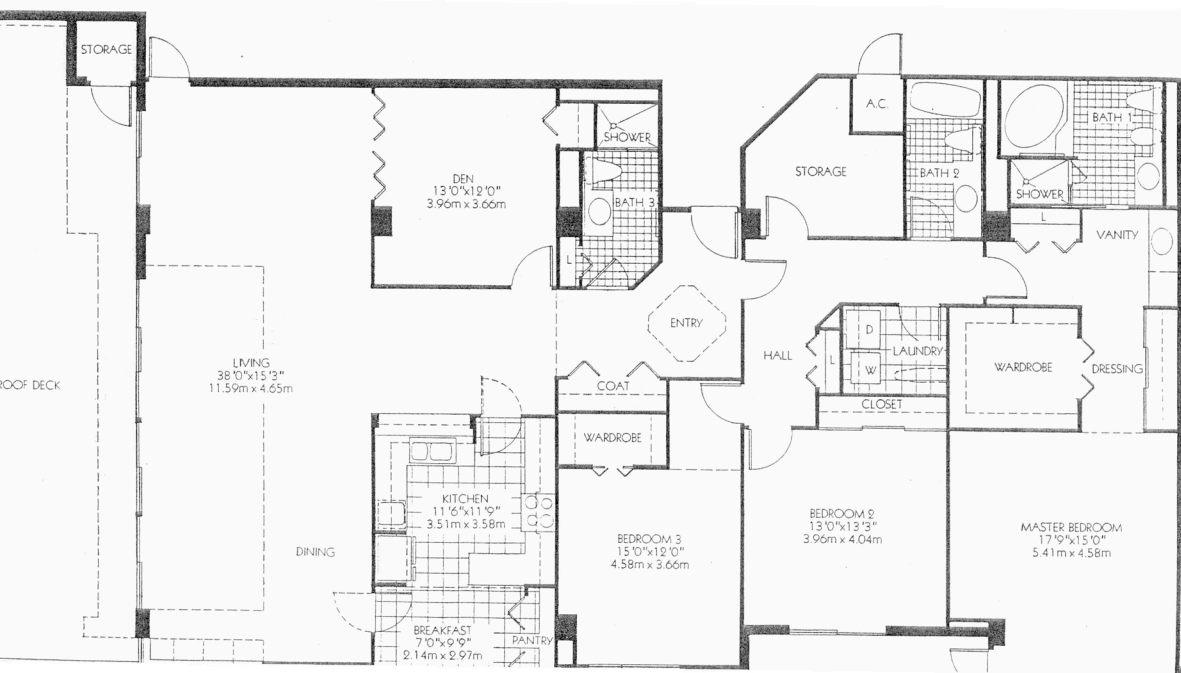 STORAGE
A.C.
BATH 1
SHOWER
DEN
13'0"x12'0"
3.96m x 3.66m
STORAGE
BATH 2
SHOWER
BATH 3
L
VANITY
L
ENTRY
D
LAUNDRY
HALL
L
W
WARDROBE
DRESSING
LIVING
38'0"x15'3"
11.59m x 4.65m
ROOF DECK
COAT
CLOSET
WARDROBE
KITCHEN
11'6"x11'9"
3.51m x 3.58m
BEDROOM 2
13'0"x13'3"
3.96m x 4.04m
MASTER BEDROOM
17'9"x15'0"
5.41m x 4.58m
BEDROOM 3
15'0"x12'0"
4.58m x 3.66m
DINING
BREAKFAST
7'0"x9'9"
2.14m x 2.97m
PANTRY